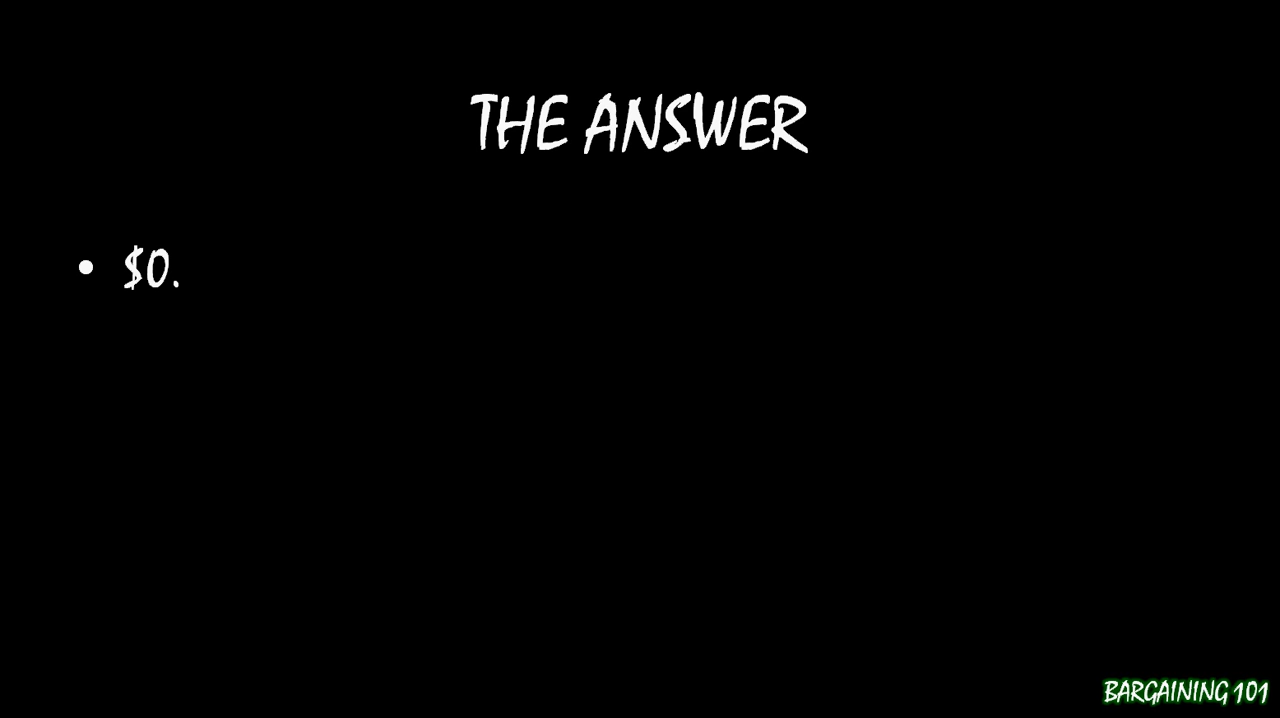 THE ANSWER
• $0.
BARGAINING 101